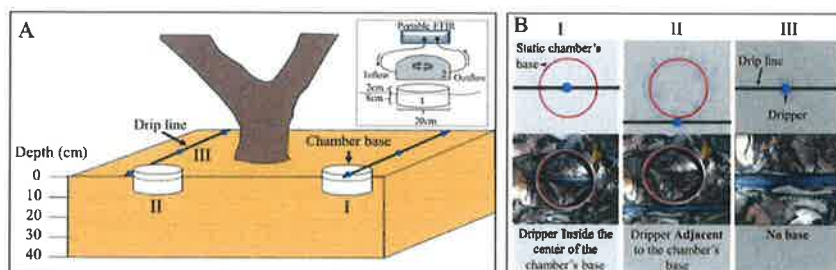 A
Portable FTIR
Inflow
Outflow
2cm
8cm
1
20cm
Drip line
Chamber base
III
Depth (cm)
0
10
20
30
40
II
I
B
I
II
III
Static chamber's
base
Drip line
Dripper
Dripper Inside the
center of the
chamber's base
Dripper Adjacent
to the chamber's
base
No base